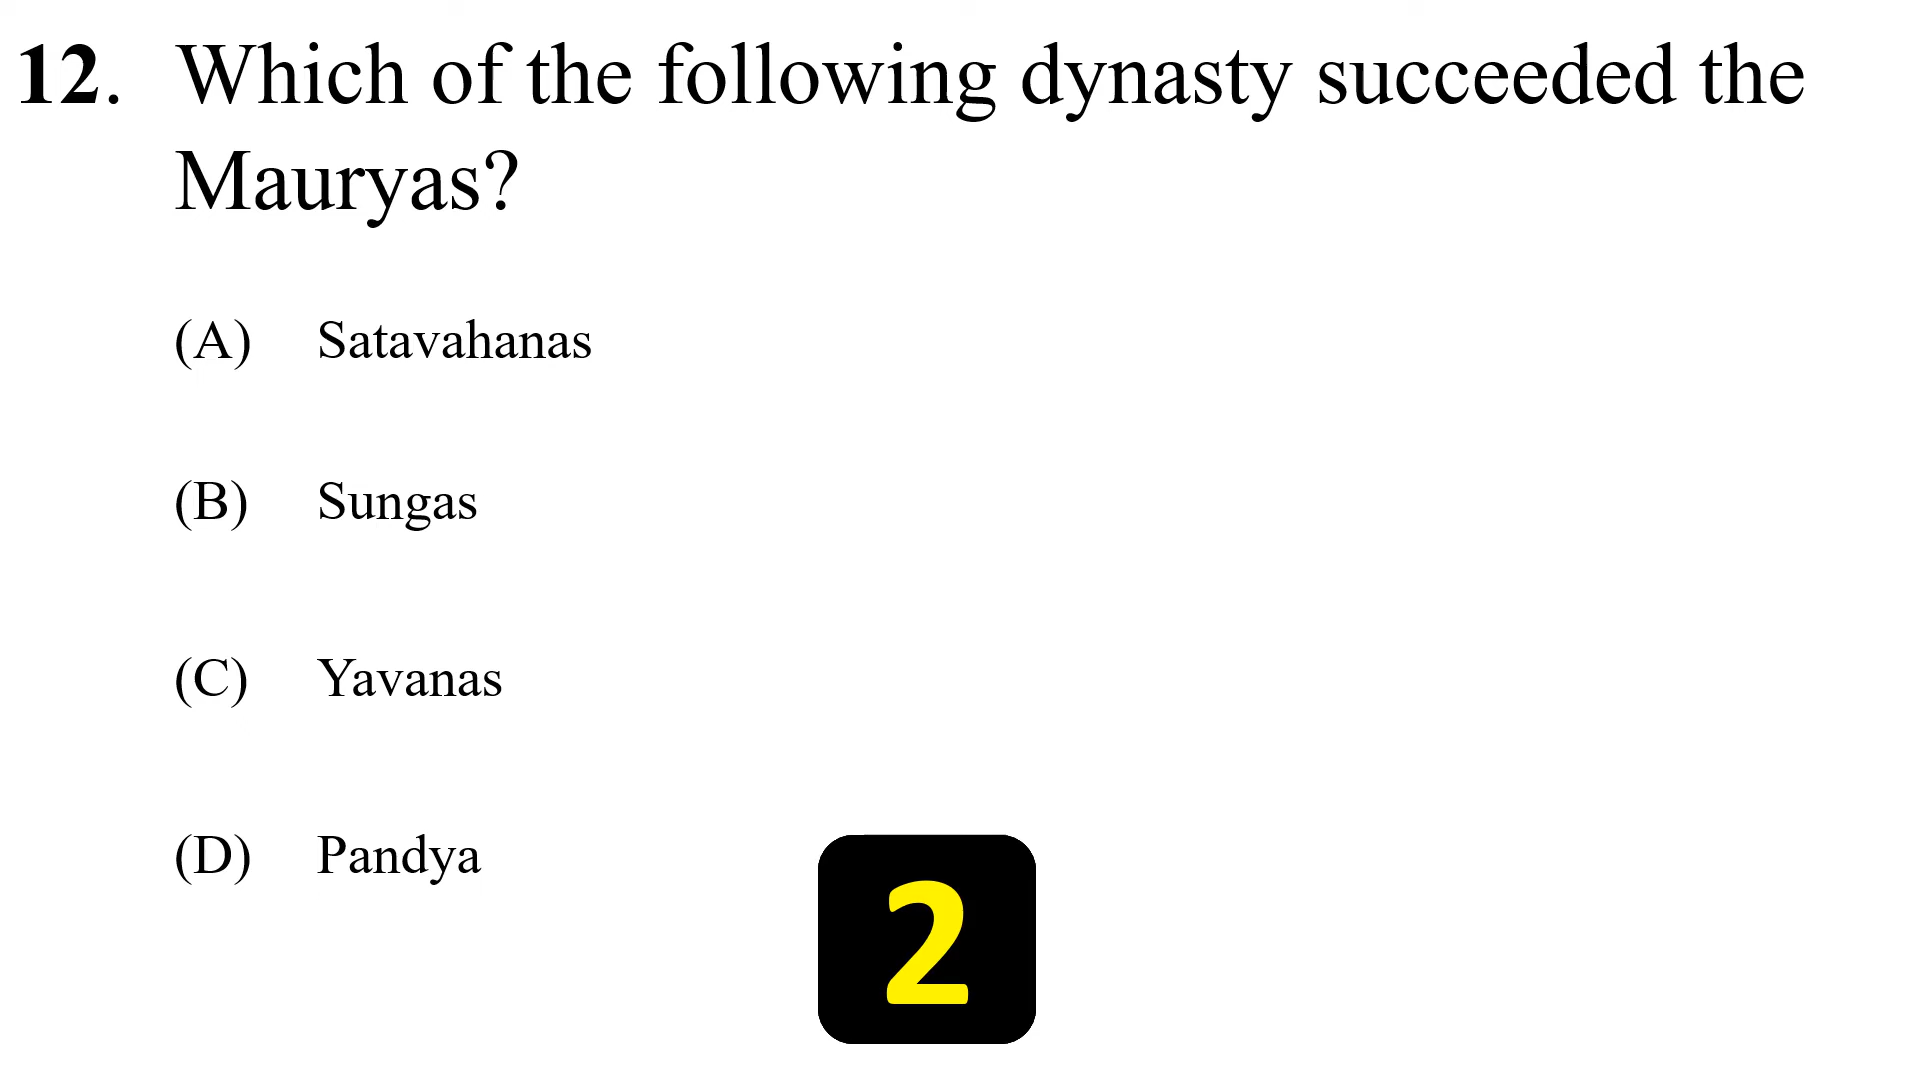 12. Which of the following dynasty succeeded the
Mauryas?
(A) Satavahanas
(B) Sungas
(C) Yavanas
(D) Pandya
2